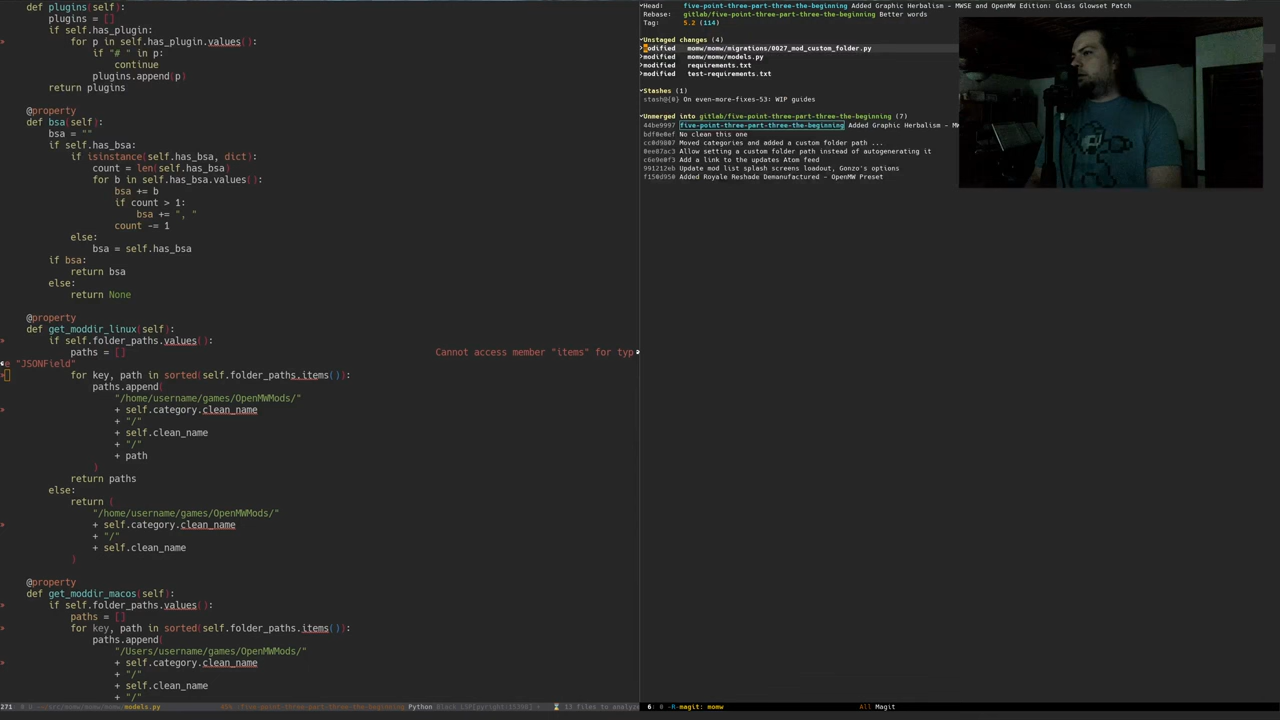 def plugins(self):
plugins = []
if self.has_plugin:
» for p in self.has_plugin.values():
if "# " in p:
continue
plugins.append(p)
return plugins
@property
def bsa(self):
bsa = ""
if self.has_bsa:
if isinstance(self.has_bsa, dict):
count = len(self.has_bsa)
for b in self.has_bsa.values():
bsa += b
if count > 1:
bsa += ", "
count -= 1
else:
bsa = self.has_bsa
if bsa:
return bsa
else:
return None
@property
def get_moddir_linux(self):
» if self.folder_paths.values():
paths = [] Cannot access member "items" for typ
e "JSONField"
» for key, path in sorted(self.folder_paths.items()):
paths.append(
"/home/username/games/OpenMWMods/"
» + self.category.clean_name
+ "/"
+ self.clean_name
+ "/"
+ path
)
return paths
else:
return (
"/home/username/games/OpenMWMods/"
» + self.category.clean_name
+ "/"
+ self.clean_name
)
@property
def get_moddir_macos(self):
» if self.folder_paths.values():
paths = []
» for key, path in sorted(self.folder_paths.items()):
paths.append(
"/Users/username/games/OpenMWMods/"
» + self.category.clean_name
+ "/"
+ self.clean_name
+ "/"
models.py five-point-three-part-three-the-beginning Python Black LSP 13 files to analyze
Head: five-point-three-part-three-the-beginning Added Graphic Herbalism - MWSE and OpenMW Edition: Glass Glowset Patch
Rebase: gitlab/five-point-three-part-three-the-beginning Better words
Tag: 5.2 (114)
Unstaged changes (4)
modified momw/momw/migrations/0027_mod_custom_folder.py
modified momw/momw/models.py
modified requirements.txt
modified test-requirements.txt
Stashes (1)
stash@{0} On even-more-fixes-53: WIP guides
Unmerged into gitlab/five-point-three-part-three-the-beginning (7)
44be9997 five-point-three-part-three-the-beginning Added Graphic Herbalism - MW
bdf0e8ef No clean this one
cc0d9807 Moved categories and added a custom folder path ...
0ee87ac3 Allow setting a custom folder path instead of autogenerating it
c6e9e0f3 Add a link to the updates Atom feed
991212eb Update mod list splash screens loadout, Gonzo's options
f150d950 Added Royale Reshade Demanufactured - OpenMW Preset
magit: momw All Magit